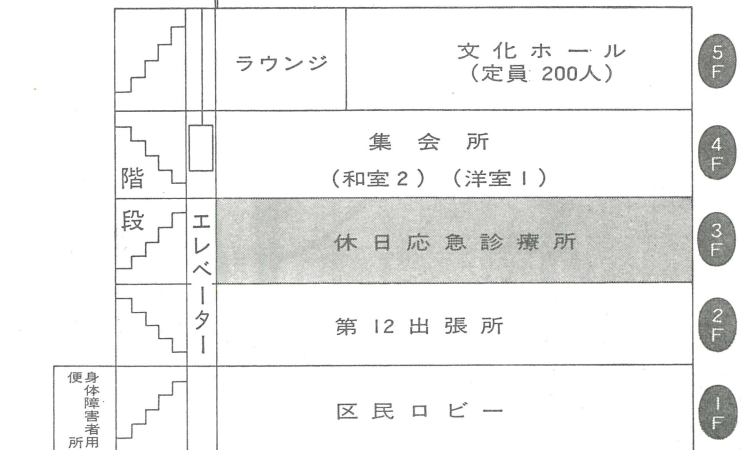 ラウンジ
文化ホール
(定員 200人)
5F
集会所
(和室2) (洋室1)
4F
階段
エレベーター
休日応急診療所
3F
第12出張所
2F
身体障害者用
便所
区民ロビー
1F